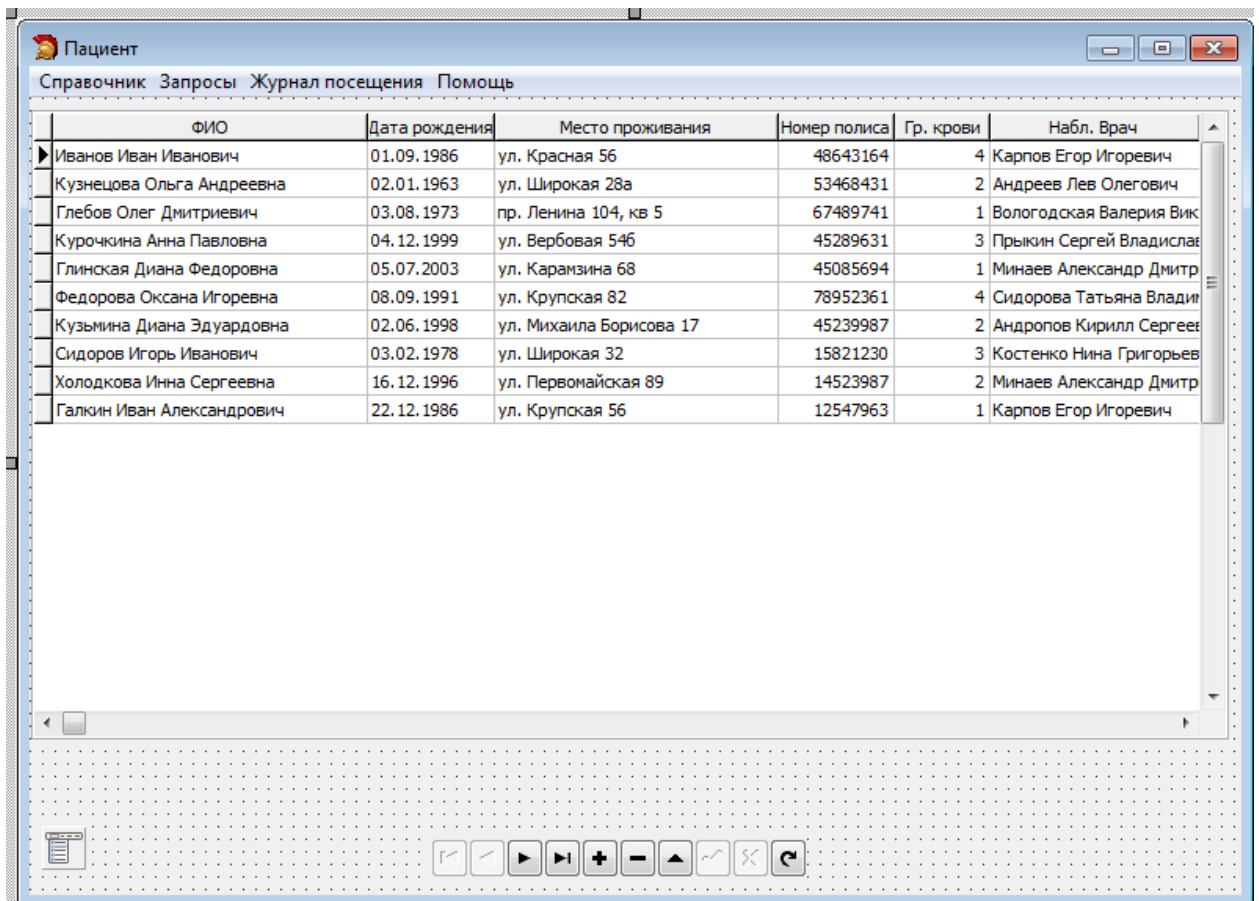 Пациент
Справочник Запросы Журнал посещения Помощь
ФИО Дата рождения Место проживания Номер полиса Гр. крови Набл. Врач
Иванов Иван Иванович 01.09.1986 ул. Красная 56 48643164 4 Карпов Егор Игоревич
Кузнецова Ольга Андреевна 02.01.1963 ул. Широкая 28а 53468431 2 Андреев Лев Олегович
Глебов Олег Дмитриевич 03.08.1973 пр. Ленина 104, кв 5 67489741 1 Вологодская Валерия Вик
Курочкина Анна Павловна 04.12.1999 ул. Вербовая 54б 45289631 3 Прыкин Сергей Владислав
Глинская Диана Федоровна 05.07.2003 ул. Карамзина 68 45085694 1 Минаев Александр Дмитр
Федорова Оксана Игоревна 08.09.1991 ул. Крупская 82 78952361 4 Сидорова Татьяна Владим
Кузьмина Диана Эдуардовна 02.06.1998 ул. Михаила Борисова 17 45239987 2 Андропов Кирилл Сергеев
Сидоров Игорь Иванович 03.02.1978 ул. Широкая 32 15821230 3 Костенко Нина Григорьев
Холодкова Инна Сергеевна 16.12.1996 ул. Первомайская 89 14523987 2 Минаев Александр Дмитр
Галкин Иван Александрович 22.12.1986 ул. Крупская 56 12547963 1 Карпов Егор Игоревич